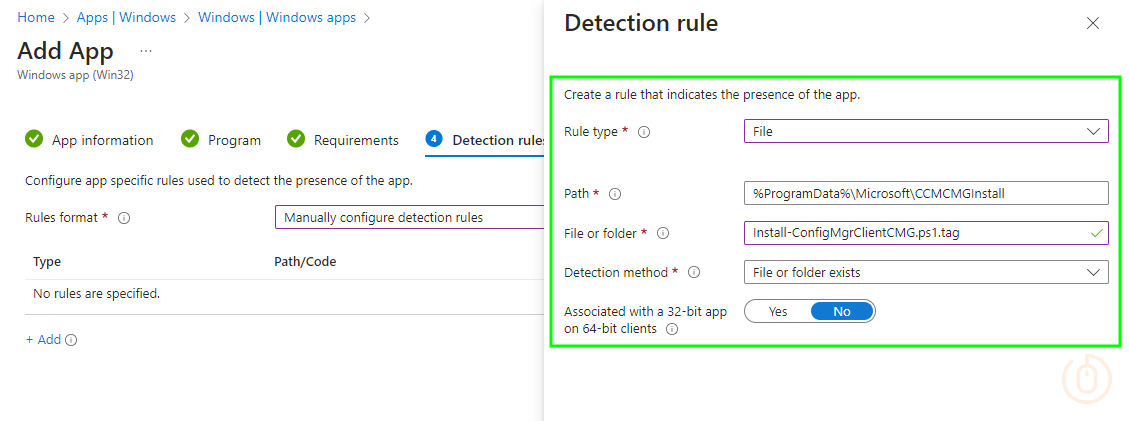 Home > Apps | Windows > Windows | Windows apps >
Add App ...
Windows app (Win32)
App information
Program
Requirements
4 Detection rules
Configure app specific rules used to detect the presence of the app.
Rules format *
Manually configure detection rules
Type Path/Code
No rules are specified.
+ Add
Detection rule
Create a rule that indicates the presence of the app.
Rule type *
File
Path *
%ProgramData%\Microsoft\CCMCMGInstall
File or folder *
Install-ConfigMgrClientCMG.ps1.tag
Detection method *
File or folder exists
Associated with a 32-bit app
on 64-bit clients
Yes No